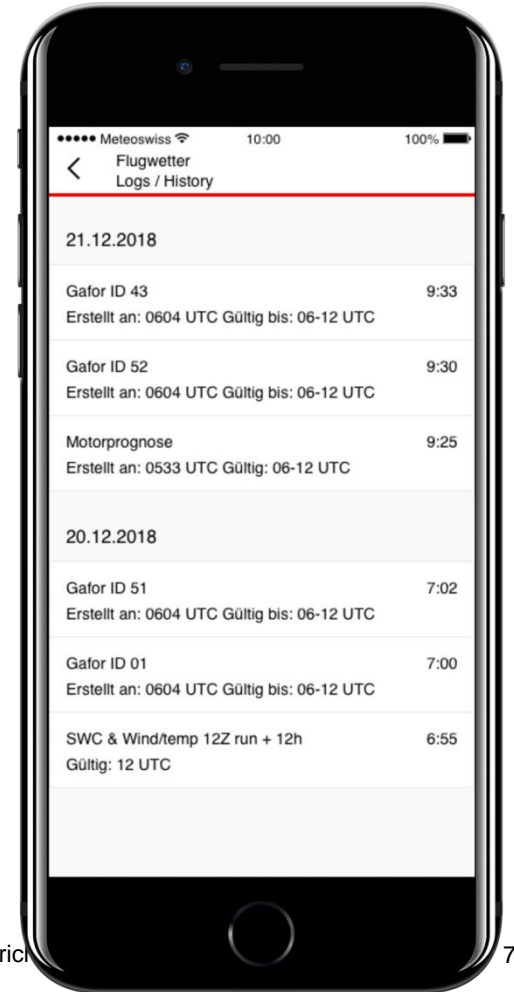 Meteoswiss 10:00 100%
Flugwetter
Logs / History
21.12.2018
Gafor ID 43 9:33
Erstellt an: 0604 UTC Gültig bis: 06-12 UTC
Gafor ID 52 9:30
Erstellt an: 0604 UTC Gültig bis: 06-12 UTC
Motorprognose 9:25
Erstellt an: 0533 UTC Gültig: 06-12 UTC
20.12.2018
Gafor ID 51 7:02
Erstellt an: 0604 UTC Gültig bis: 06-12 UTC
Gafor ID 01 7:00
Erstellt an: 0604 UTC Gültig bis: 06-12 UTC
SWC & Wind/temp 12Z run + 12h 6:55
Gültig: 12 UTC
7